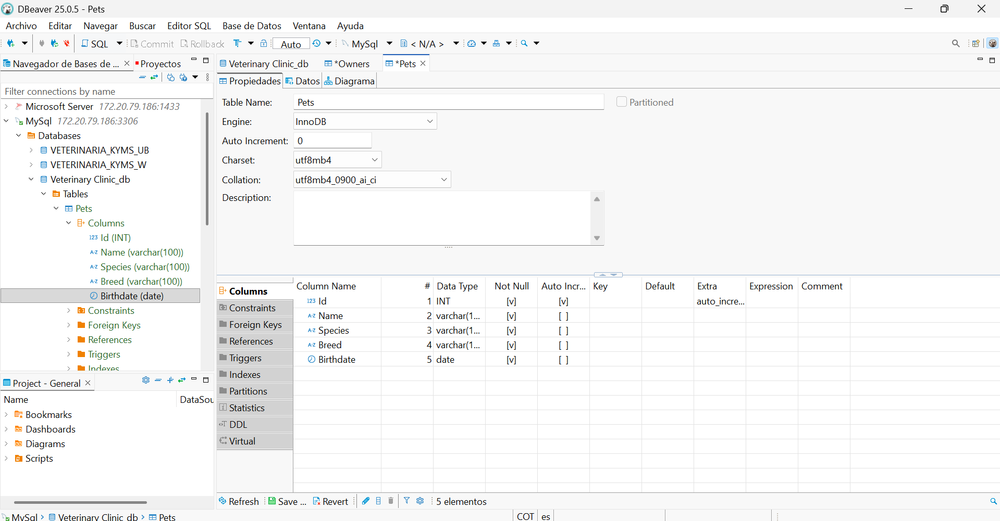 DBeaver 25.0.5 - Pets
Archivo Editar Navegar Buscar Editor SQL Base de Datos Ventana Ayuda
SQL Commit Rollback Auto MySql < N/A >
Navegador de Bases de ... Proyectos
Filter connections by name
Microsoft Server 172.20.79.186:1433
MySql 172.20.79.186:3306
Databases
VETERINARIA_KYMS_UB
VETERINARIA_KYMS_W
Veterinary Clinic_db
Tables
Pets
Columns
123 Id (INT)
A-Z Name (varchar(100))
A-Z Species (varchar(100))
A-Z Breed (varchar(100))
Birthdate (date)
Constraints
Foreign Keys
References
Triggers
Indexes
Project - General
Name DataSou
Bookmarks
Dashboards
Diagrams
Scripts
Veterinary Clinic_db *Owners *Pets
Propiedades Datos Diagrama
Table Name: Pets Partitioned
Engine: InnoDB
Auto Increment: 0
Charset: utf8mb4
Collation: utf8mb4_0900_ai_ci
Description:
Columns
Constraints
Foreign Keys
References
Triggers
Indexes
Partitions
Statistics
DDL
Virtual
Column Name # Data Type Not Null Auto Incr... Key Default Extra Expression Comment
123 Id 1 INT [v] [v] auto_incre...
A-Z Name 2 varchar(1... [v] [ ]
A-Z Species 3 varchar(1... [v] [ ]
A-Z Breed 4 varchar(1... [v] [ ]
Birthdate 5 date [v] [ ]
Refresh Save ... Revert 5 elementos
MySql Veterinary Clinic_db Pets COT es